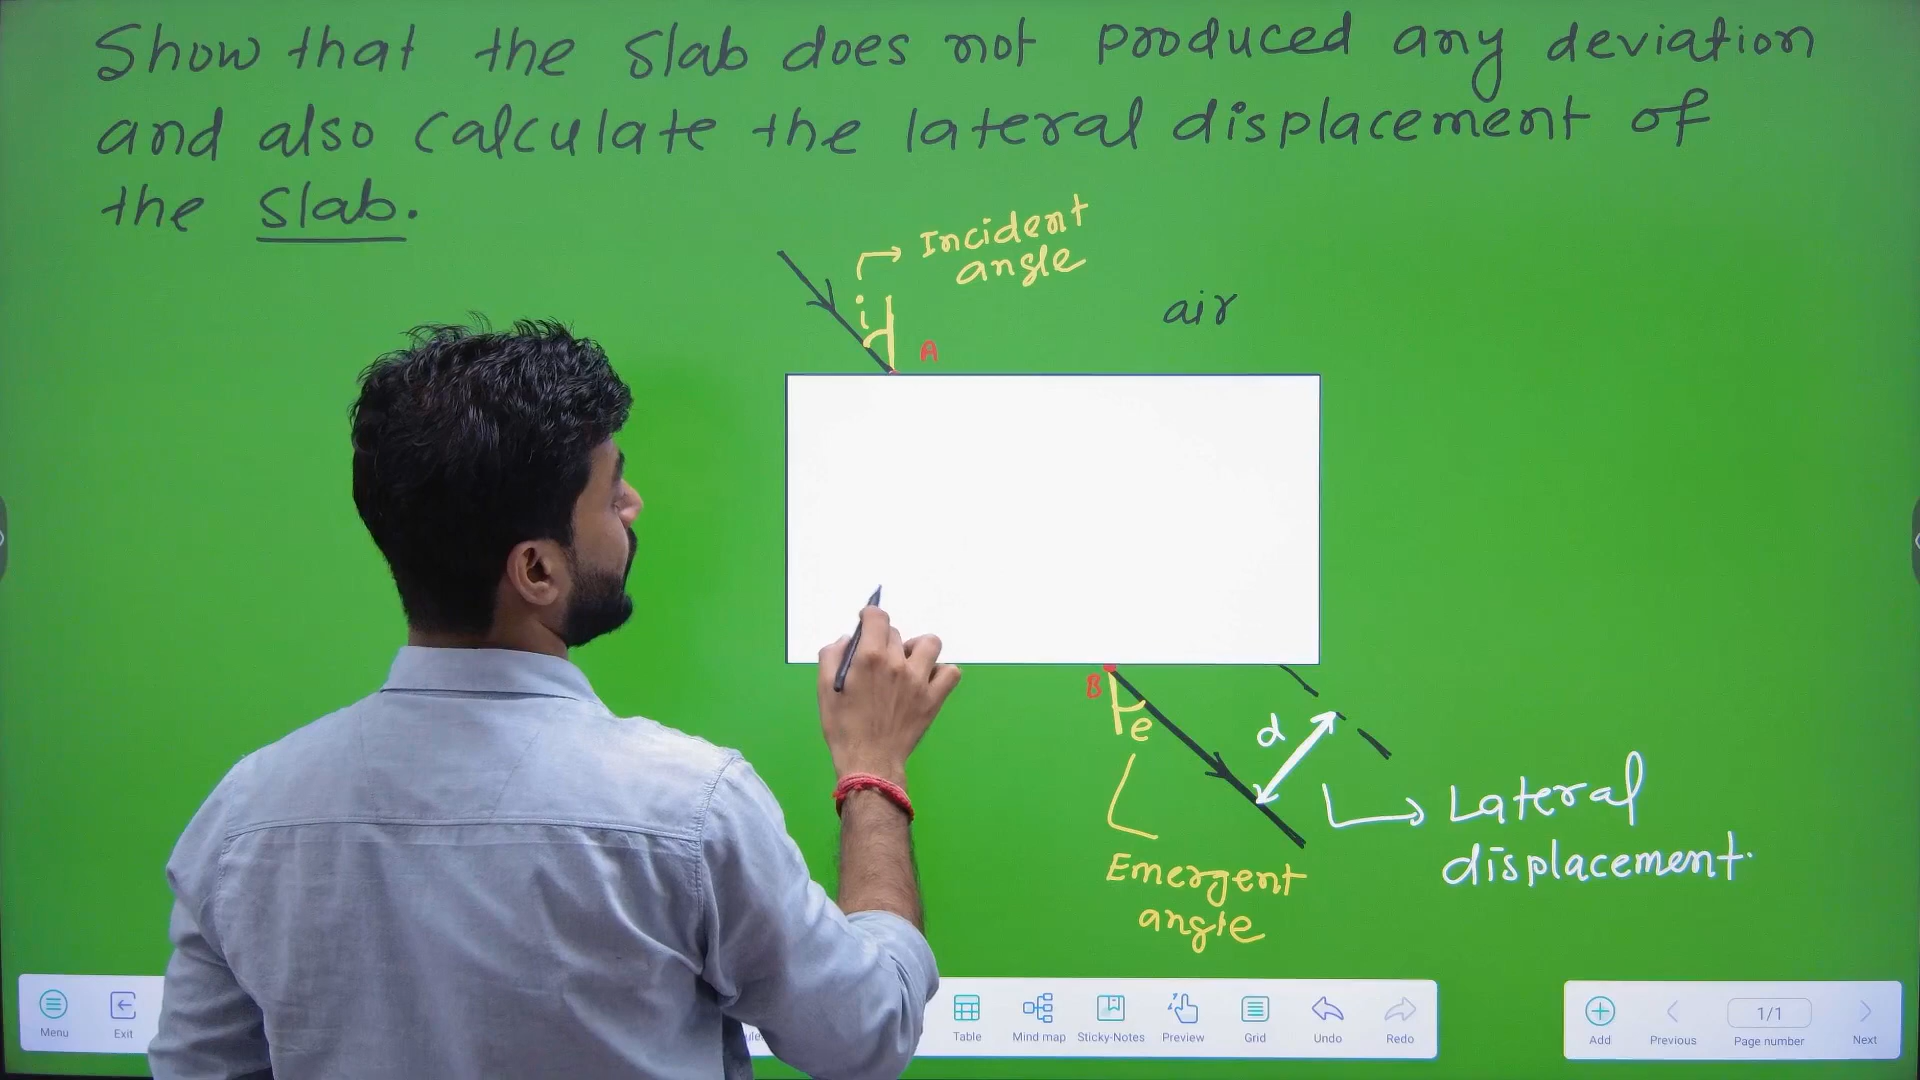 Show that the slab does not produced any deviation
and also calculate the lateral displacement of
the slab.
Incident
angle
i
air
A
B
e
d
Lateral
displacement.
Emergent
angle
Menu
Exit
Table
Mind map
Sticky-Notes
Preview
Grid
Undo
Redo
Add
Previous
1/1
Page number
Next